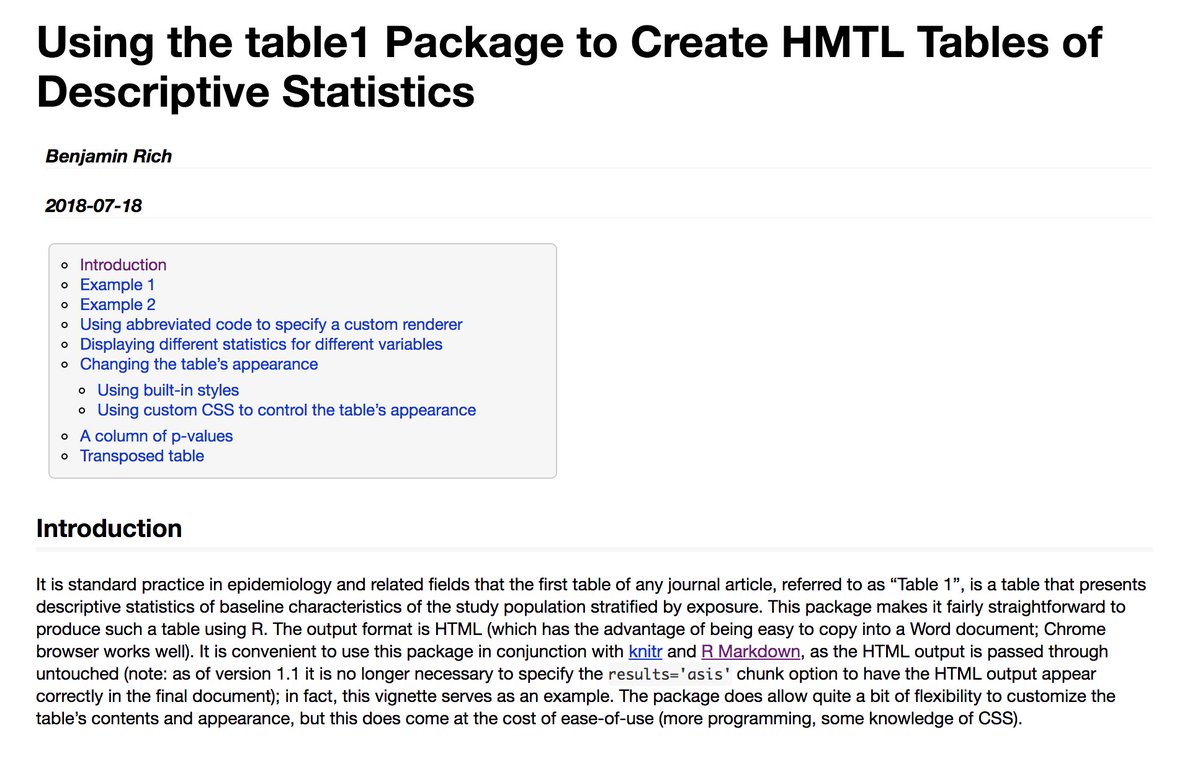 Using the table1 Package to Create HMTL Tables of
Descriptive Statistics
Benjamin Rich
2018-07-18
Introduction
Example 1
Example 2
Using abbreviated code to specify a custom renderer
Displaying different statistics for different variables
Changing the table’s appearance
Using built-in styles
Using custom CSS to control the table’s appearance
A column of p-values
Transposed table
Introduction
It is standard practice in epidemiology and related fields that the first table of any journal article, referred to as “Table 1”, is a table that presents
descriptive statistics of baseline characteristics of the study population stratified by exposure. This package makes it fairly straightforward to
produce such a table using R. The output format is HTML (which has the advantage of being easy to copy into a Word document; Chrome
browser works well). It is convenient to use this package in conjunction with knitr and R Markdown, as the HTML output is passed through
untouched (note: as of version 1.1 it is no longer necessary to specify the results='asis' chunk option to have the HTML output appear
correctly in the final document); in fact, this vignette serves as an example. The package does allow quite a bit of flexibility to customize the
table’s contents and appearance, but this does come at the cost of ease-of-use (more programming, some knowledge of CSS).